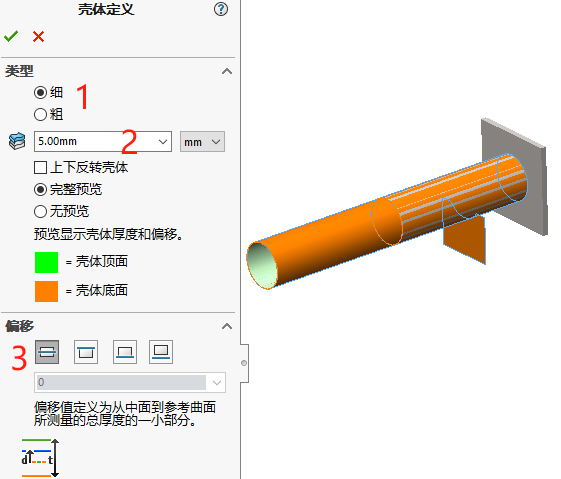 壳体定义
类型
细
1
粗
5.00mm
2
mm
上下反转壳体
完整预览
无预览
预览显示壳体厚度和偏移。
= 壳体顶面
= 壳体底面
偏移
3
0
偏移值定义为从中面到参考曲面
所测量的总厚度的一小部分。
d
t